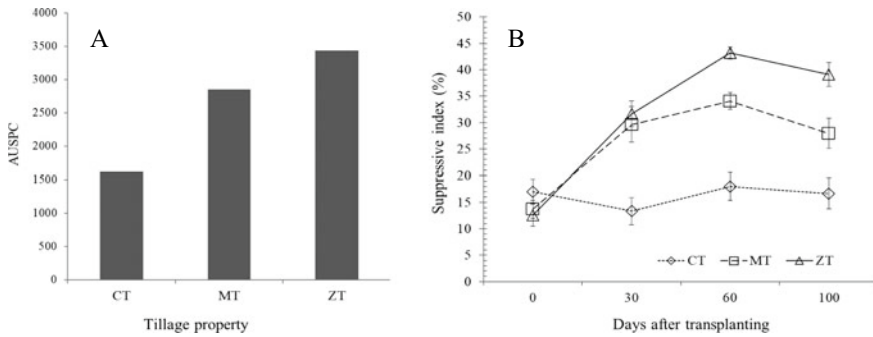 A
4000
3500
3000
2500
2000
1500
1000
500
0
AUSPC
CT MT ZT
Tillage property
B
50
45
40
35
30
25
20
15
10
5
0
Suppressive index (%)
CT MT ZT
0 30 60 100
Days after transplanting